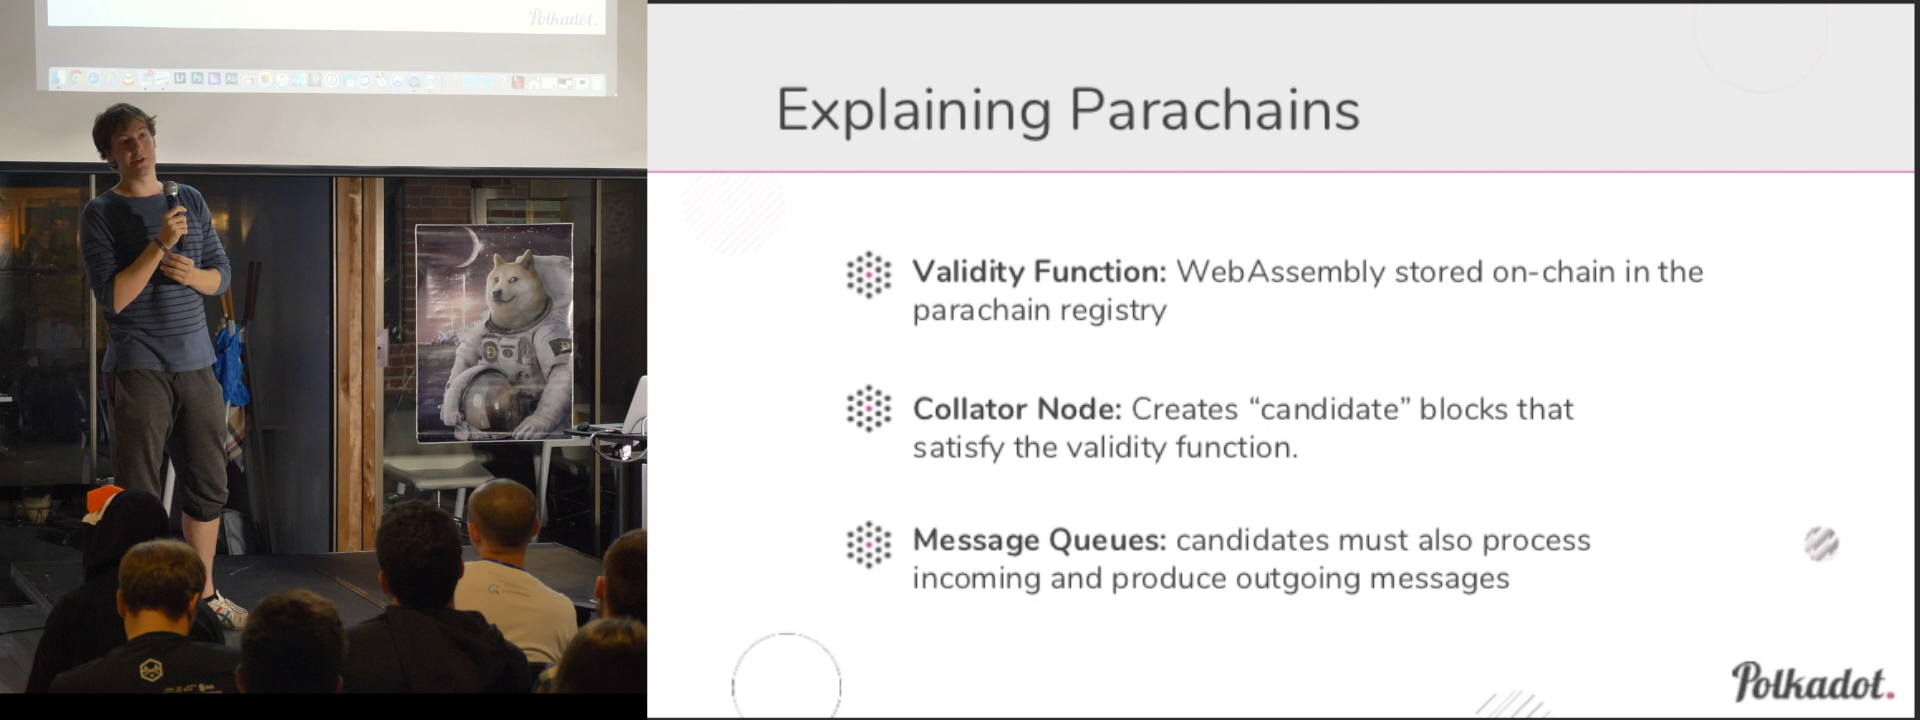 Polkadot.
Explaining Parachains
Validity Function: WebAssembly stored on-chain in the
parachain registry
Collator Node: Creates “candidate” blocks that
satisfy the validity function.
Message Queues: candidates must also process
incoming and produce outgoing messages
Polkadot.